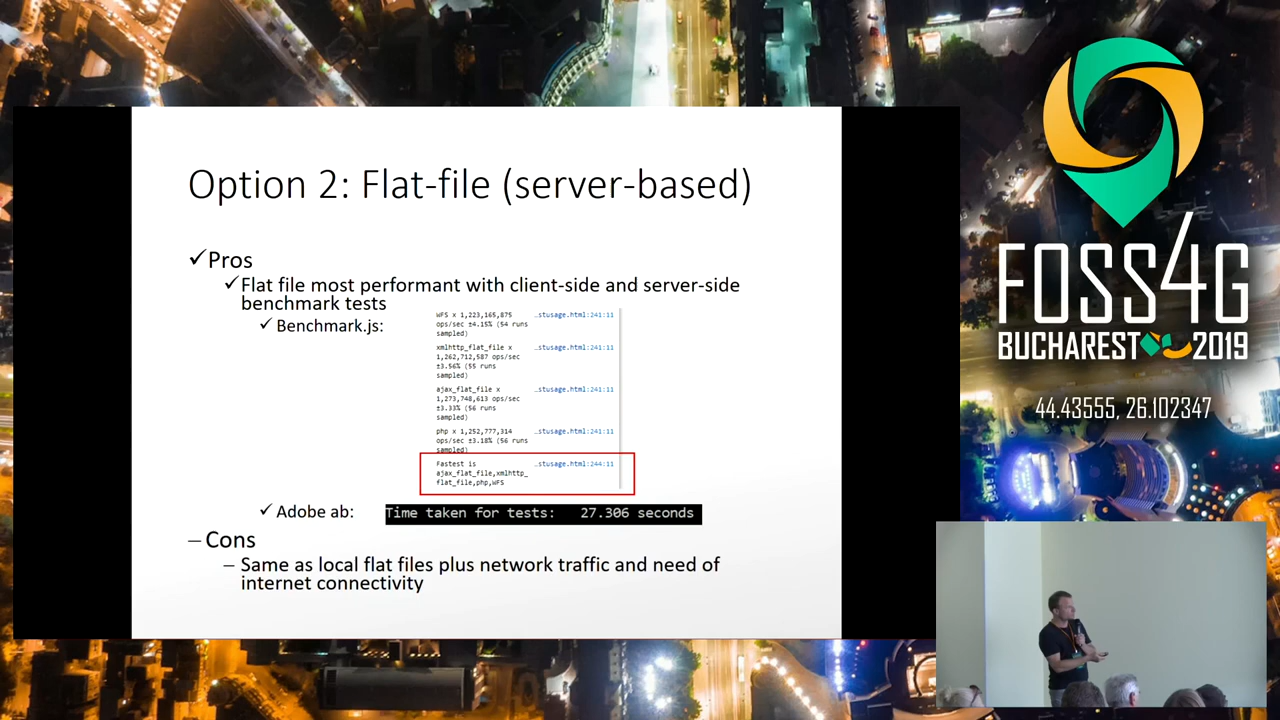 Option 2: Flat-file (server-based)
Pros
Flat file most performant with client-side and server-side
benchmark tests
Benchmark.js:
WFS x 1,223,165,875 …stusage.html:241:11
ops/sec ±4.15% (54 runs
sampled)
xmlhttp_flat_file x …stusage.html:241:11
1,262,712,587 ops/sec
±3.56% (55 runs
sampled)
ajax_flat_file x …stusage.html:241:11
1,273,748,613 ops/sec
±3.33% (56 runs
sampled)
php x 1,252,777,314 …stusage.html:241:11
ops/sec ±3.18% (56 runs
sampled)
Fastest is …stusage.html:244:11
ajax_flat_file,xmlhttp_
flat_file,php,WFS
Adobe ab:
Time taken for tests: 27.306 seconds
– Cons
– Same as local flat files plus network traffic and need of
internet connectivity
FOSS4G
BUCHAREST 2019
44.43555, 26.102347